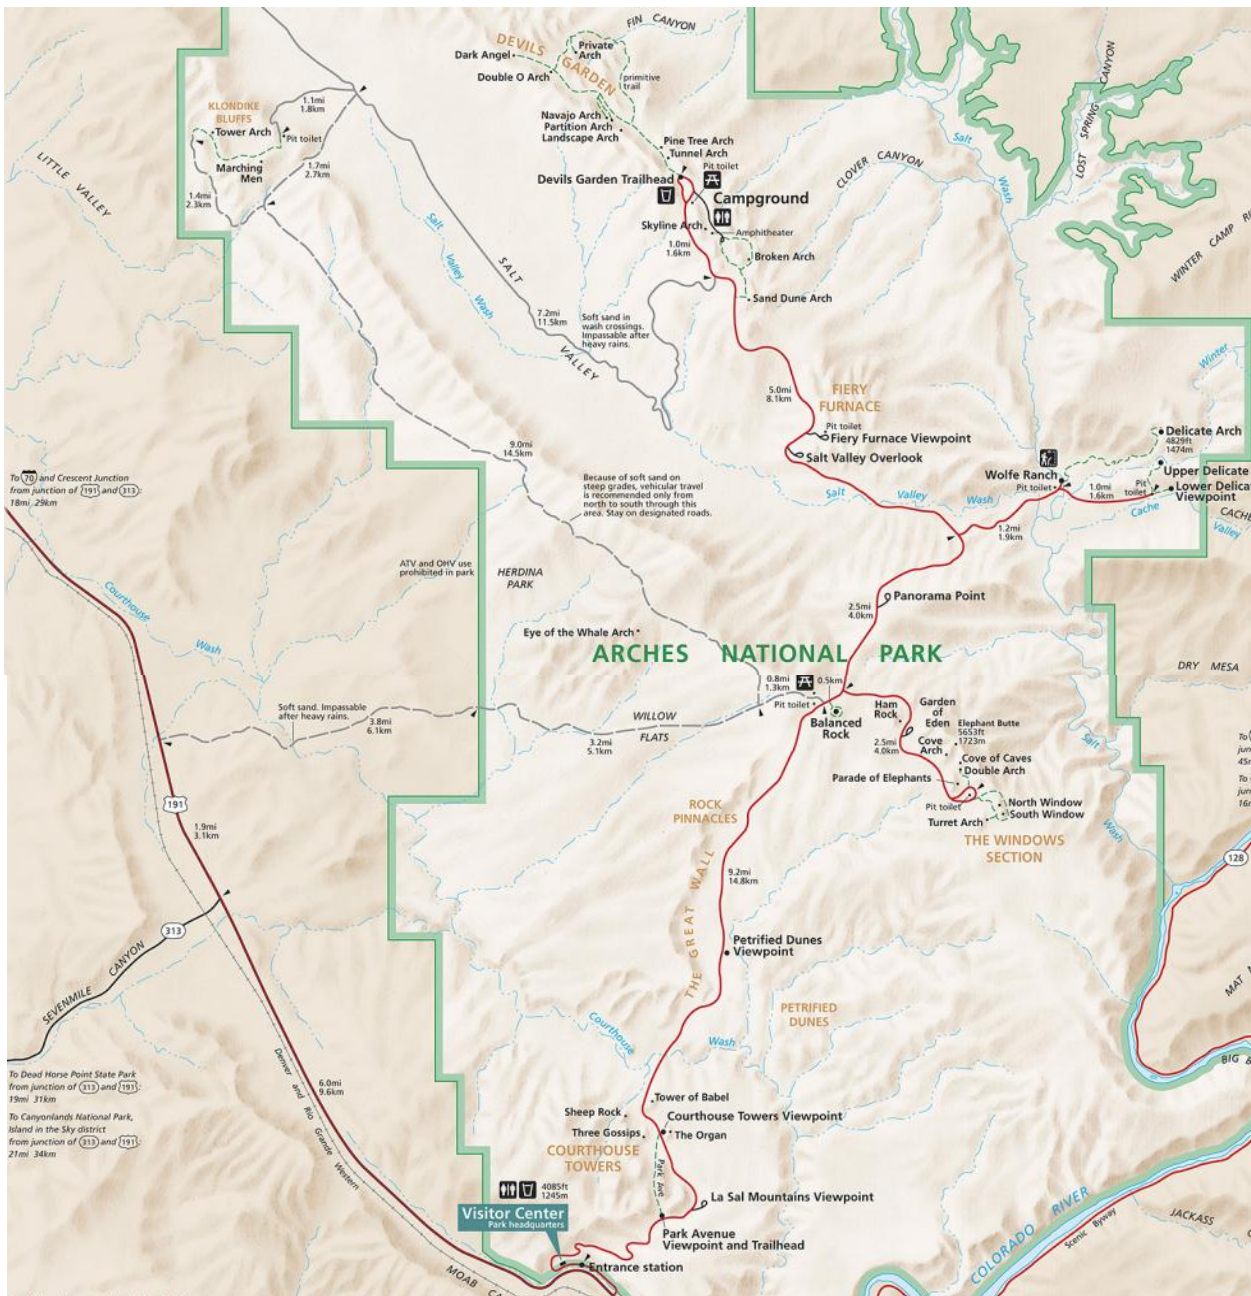 FIN CANYON
DEVILS
GARDEN
Private
Arch
Dark Angel
Double O Arch
primitive
trail
LOST SPRING CANYON
KLONDIKE
BLUFFS
Tower Arch
1.1mi
1.8km
Pit toilet
Navajo Arch
Partition Arch
Landscape Arch
Salt
Wash
Marching
Men
1.7mi
2.7km
Pine Tree Arch
Tunnel Arch
Pit toilet
CLOVER CANYON
LITTLE VALLEY
1.4mi
2.3km
Devils Garden Trailhead
Campground
Skyline Arch
Amphitheater
1.0mi
1.6km
Broken Arch
Salt
Valley
Wash
SALT
VALLEY
Sand Dune Arch
7.2mi
11.5km
Soft sand in
wash crossings.
Impassable after
heavy rains.
Winter
5.0mi
8.1km
FIERY
FURNACE
Pit toilet
Fiery Furnace Viewpoint
Salt Valley Overlook
Delicate Arch
4829ft
1474m
9.0mi
14.5km
Wolfe Ranch
Pit toilet
1.0mi
1.6km
Pit
toilet
Upper Delicate
Viewpoint
Cache
Valley
To 70 and Crescent Junction
from junction of 191 and 313:
18mi 29km
Because of soft sand on
steep grades, vehicular travel
is recommended only from
north to south through this
area. Stay on designated roads.
Salt
Valley
Wash
1.2mi
1.9km
ATV and OHV use
prohibited in park
HERDINA
PARK
Courthouse
Wash
2.5mi
4.0km
Panorama Point
Eye of the Whale Arch
ARCHES NATIONAL PARK
DRY MESA
0.8mi
1.3km
0.5km
Pit toilet
Balanced
Rock
Ham
Rock
Garden
of
Eden
Elephant Butte
5653ft
1723m
Soft sand. Impassable
after heavy rains.
3.8mi
6.1km
WILLOW
FLATS
3.2mi
5.1km
2.5mi
4.0km
Cove
Arch
Cove of Caves
Double Arch
Parade of Elephants
Pit toilet
North Window
South Window
Turret Arch
THE WINDOWS
SECTION
Salt
Wash
191
1.9mi
3.1km
ROCK
PINNACLES
128
THE GREAT WALL
9.2mi
14.8km
313
SEVENMILE CANYON
Petrified Dunes
Viewpoint
PETRIFIED
DUNES
Courthouse
Wash
To Dead Horse Point State Park
from junction of 313 and 191:
19mi 31km
To Canyonlands National Park,
Island in the Sky district
from junction of 313 and 191:
21mi 34km
Denver and Rio Grande Western
6.0mi
9.6km
Tower of Babel
Sheep Rock
Courthouse Towers Viewpoint
Three Gossips
The Organ
COURTHOUSE
TOWERS
Park Ave
4085ft
1245m
La Sal Mountains Viewpoint
Visitor Center
Park headquarters
Park Avenue
Viewpoint and Trailhead
Entrance station
MOAB
COLORADO RIVER
Scenic Byway
JACKASS